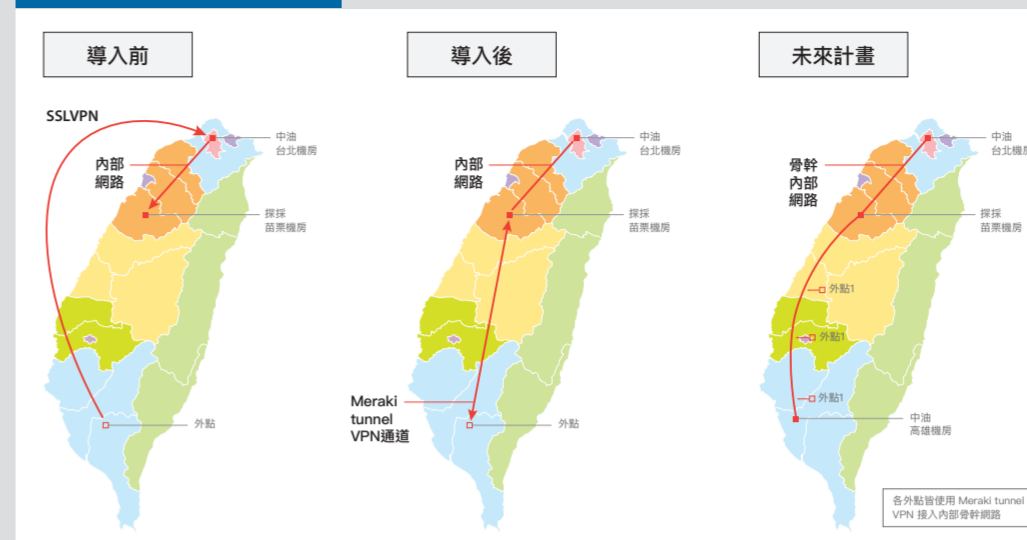 導入前
SSLVPN
中油
台北機房
內部
網路
探採
苗栗機房
外點
導入後
中油
台北機房
內部
網路
探採
苗栗機房
Meraki
tunnel
VPN通道
外點
未來計畫
中油
台北機房
骨幹
內部
網路
探採
苗栗機房
外點1
外點1
外點1
中油
高雄機房
各外點皆使用 Meraki tunnel
VPN 接入內部骨幹網路